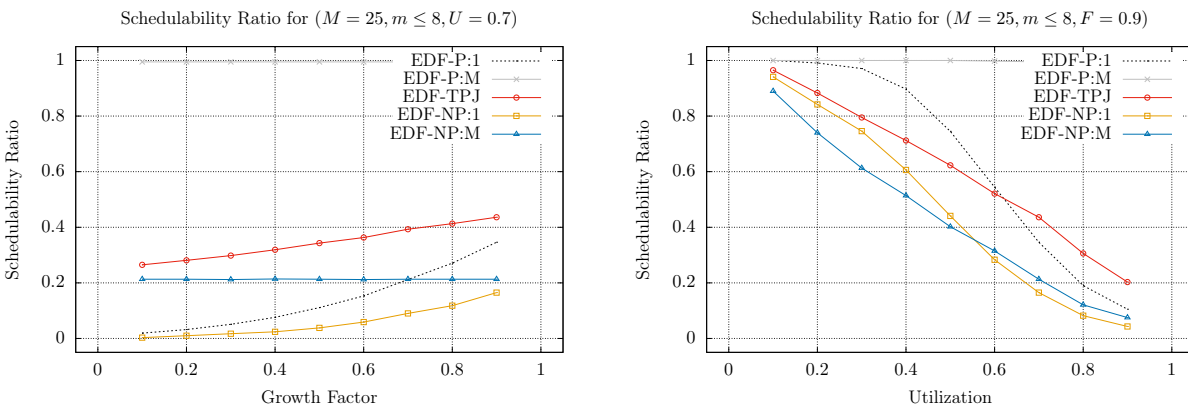 Schedulability Ratio for (M = 25, m ≤ 8, U = 0.7)
Schedulability Ratio
1
0.8
0.6
0.4
0.2
0
0
0.2
0.4
0.6
0.8
1
Growth Factor
EDF-P:1
EDF-P:M
EDF-TPJ
EDF-NP:1
EDF-NP:M
Schedulability Ratio for (M = 25, m ≤ 8, F = 0.9)
Schedulability Ratio
1
0.8
0.6
0.4
0.2
0
0
0.2
0.4
0.6
0.8
1
Utilization
EDF-P:1
EDF-P:M
EDF-TPJ
EDF-NP:1
EDF-NP:M